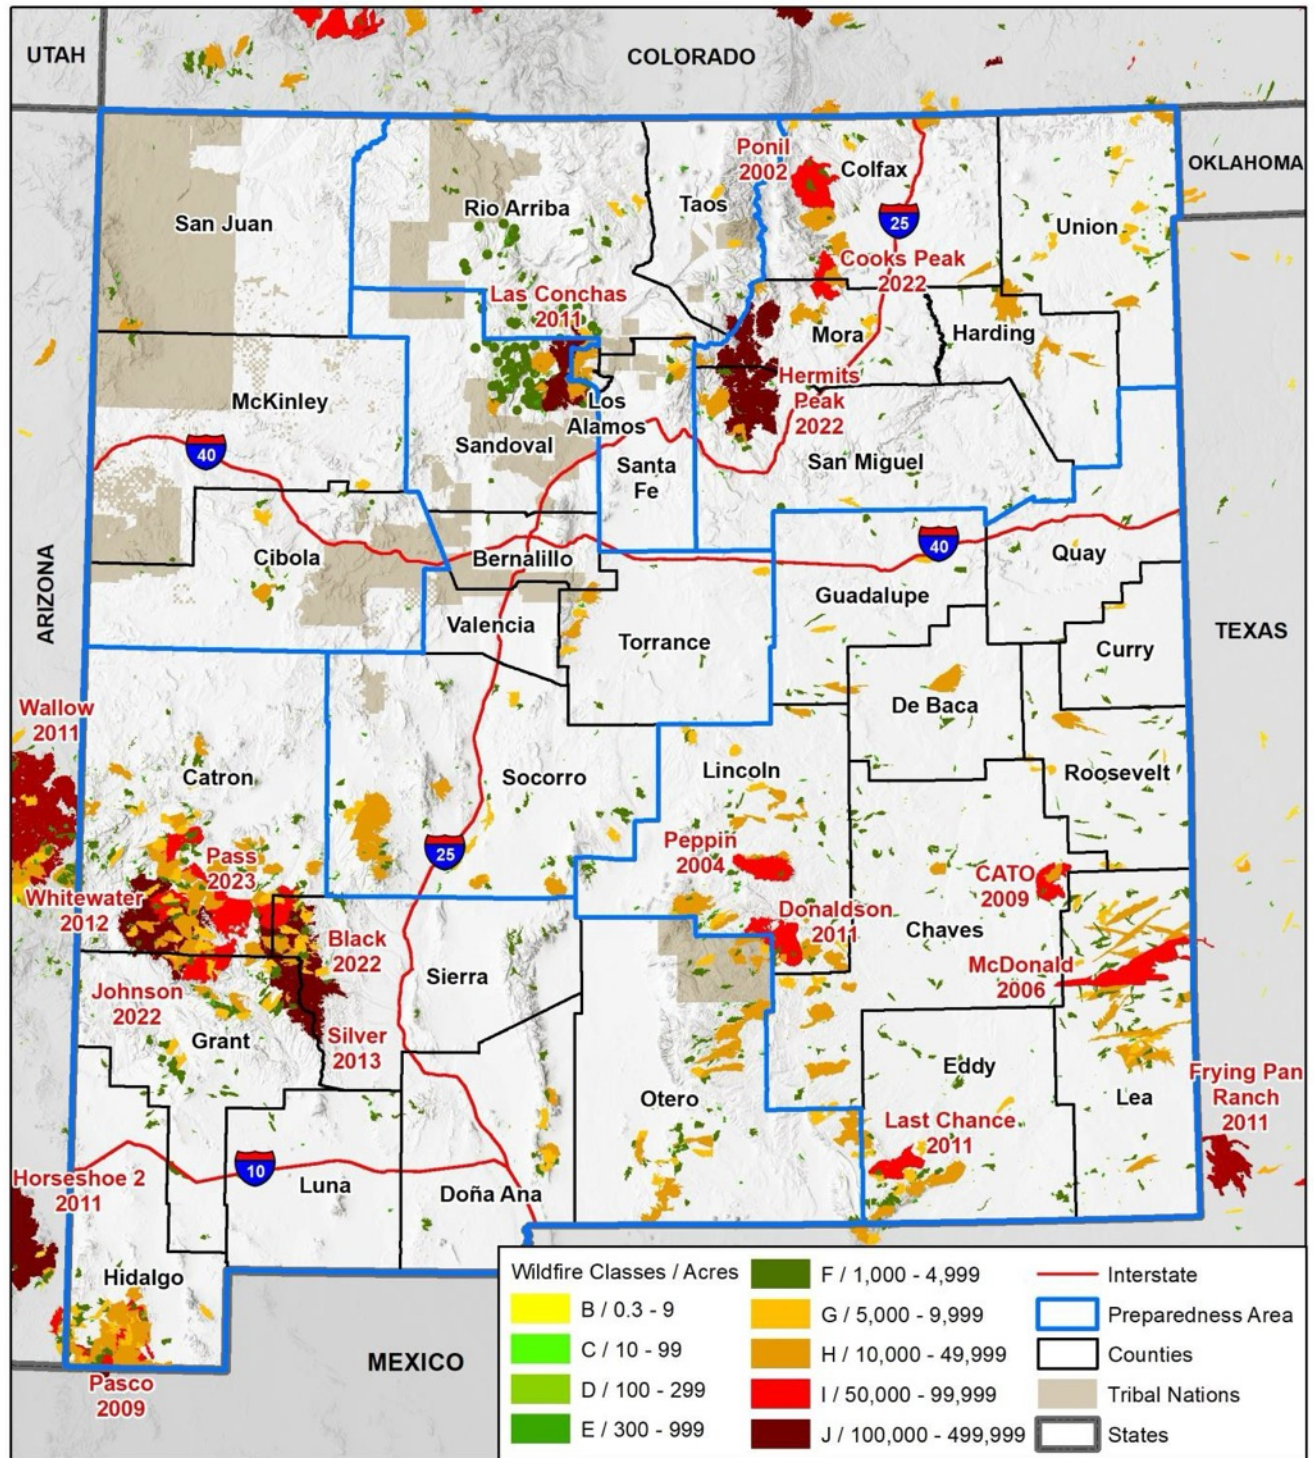 UTAH
COLORADO
Ponil
2002
Colfax
OKLAHOMA
San Juan
Rio Arriba
Taos
25
Union
Cooks Peak
2022
Las Conchas
2011
Mora
Harding
Hermits
Peak
2022
McKinley
Los
Alamos
40
Sandoval
Santa
Fe
San Miguel
ARIZONA
Cibola
Bernalillo
40
Quay
Guadalupe
Valencia
Torrance
TEXAS
Curry
De Baca
Wallow
2011
Catron
Socorro
Lincoln
Roosevelt
Peppin
2004
25
Pass
2023
CATO
2009
Whitewater
2012
Donaldson
2011
Chaves
Black
2022
McDonald
2006
Sierra
Johnson
2022
Grant
Silver
2013
Eddy
Otero
Lea
Frying Pan
Ranch
2011
Last Chance
2011
Horseshoe 2
2011
10
Luna
Doña Ana
Hidalgo
MEXICO
Pasco
2009
Wildfire Classes / Acres
B / 0.3 - 9
C / 10 - 99
D / 100 - 299
E / 300 - 999
F / 1,000 - 4,999
G / 5,000 - 9,999
H / 10,000 - 49,999
I / 50,000 - 99,999
J / 100,000 - 499,999
Interstate
Preparedness Area
Counties
Tribal Nations
States